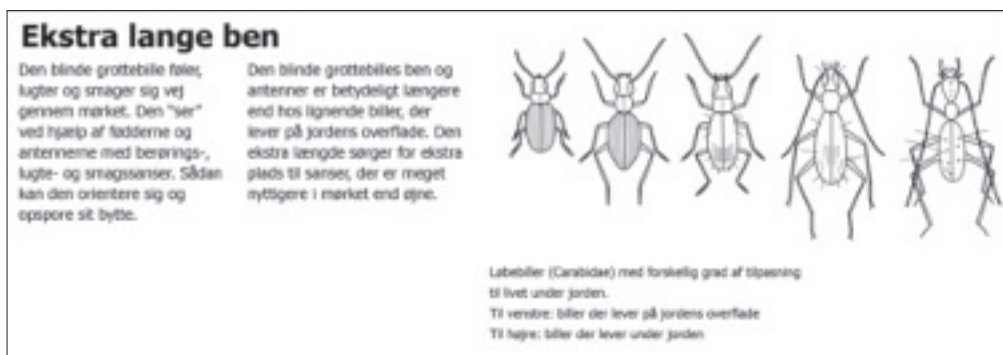 Ekstra lange ben
Den blinde grottebille føler,
lugter og smager sig vej
gennem mørket. Den "ser"
ved hjælp af fødderne og
antennerne med berørings-,
lugte- og smagssanser. Sådan
kan den orientere sig og
opspore sit bytte.
Den blinde grottebilles ben og
antenner er betydeligt længere
end hos lignende biller, der
lever på jordens overflade. Den
ekstra længde sørger for ekstra
plads til sanser, der er meget
nyttigere i mørket end øjne.
Løbebiller (Carabidae) med forskellig grad af tilpasning
til livet under jorden.
Til venstre: biller der lever på jordens overflade
Til højre: biller der lever under jorden